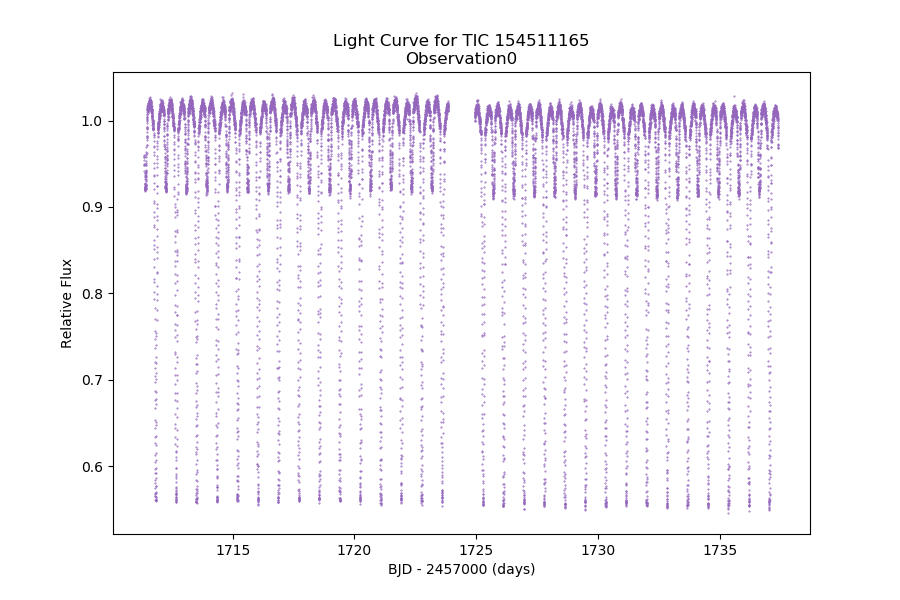 Light Curve for TIC 154511165
Observation0
1.0
0.9
0.8
0.7
0.6
Relative Flux
1715
1720
1725
1730
1735
BJD - 2457000 (days)